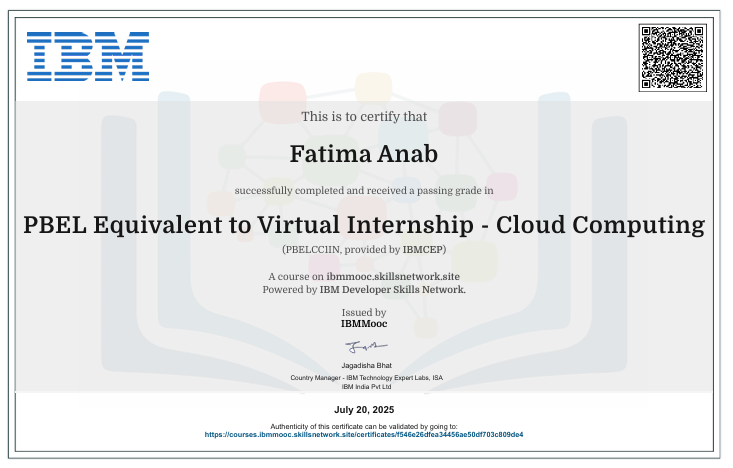 IBM
This is to certify that
Fatima Anab
successfully completed and received a passing grade in
PBEL Equivalent to Virtual Internship - Cloud Computing
(PBELCCIIN, provided by IBMCEP)
A course on ibmmooc.skillsnetwork.site
Powered by IBM Developer Skills Network.
Issued by
IBMMooc
Jagadisha Bhat
Country Manager - IBM Technology Expert Labs, ISA
IBM India Pvt Ltd
July 20, 2025
Authenticity of this certificate can be validated by going to:
https://courses.ibmmooc.skillsnetwork.site/certificates/f546e26dfea34456ae50df703c809de4